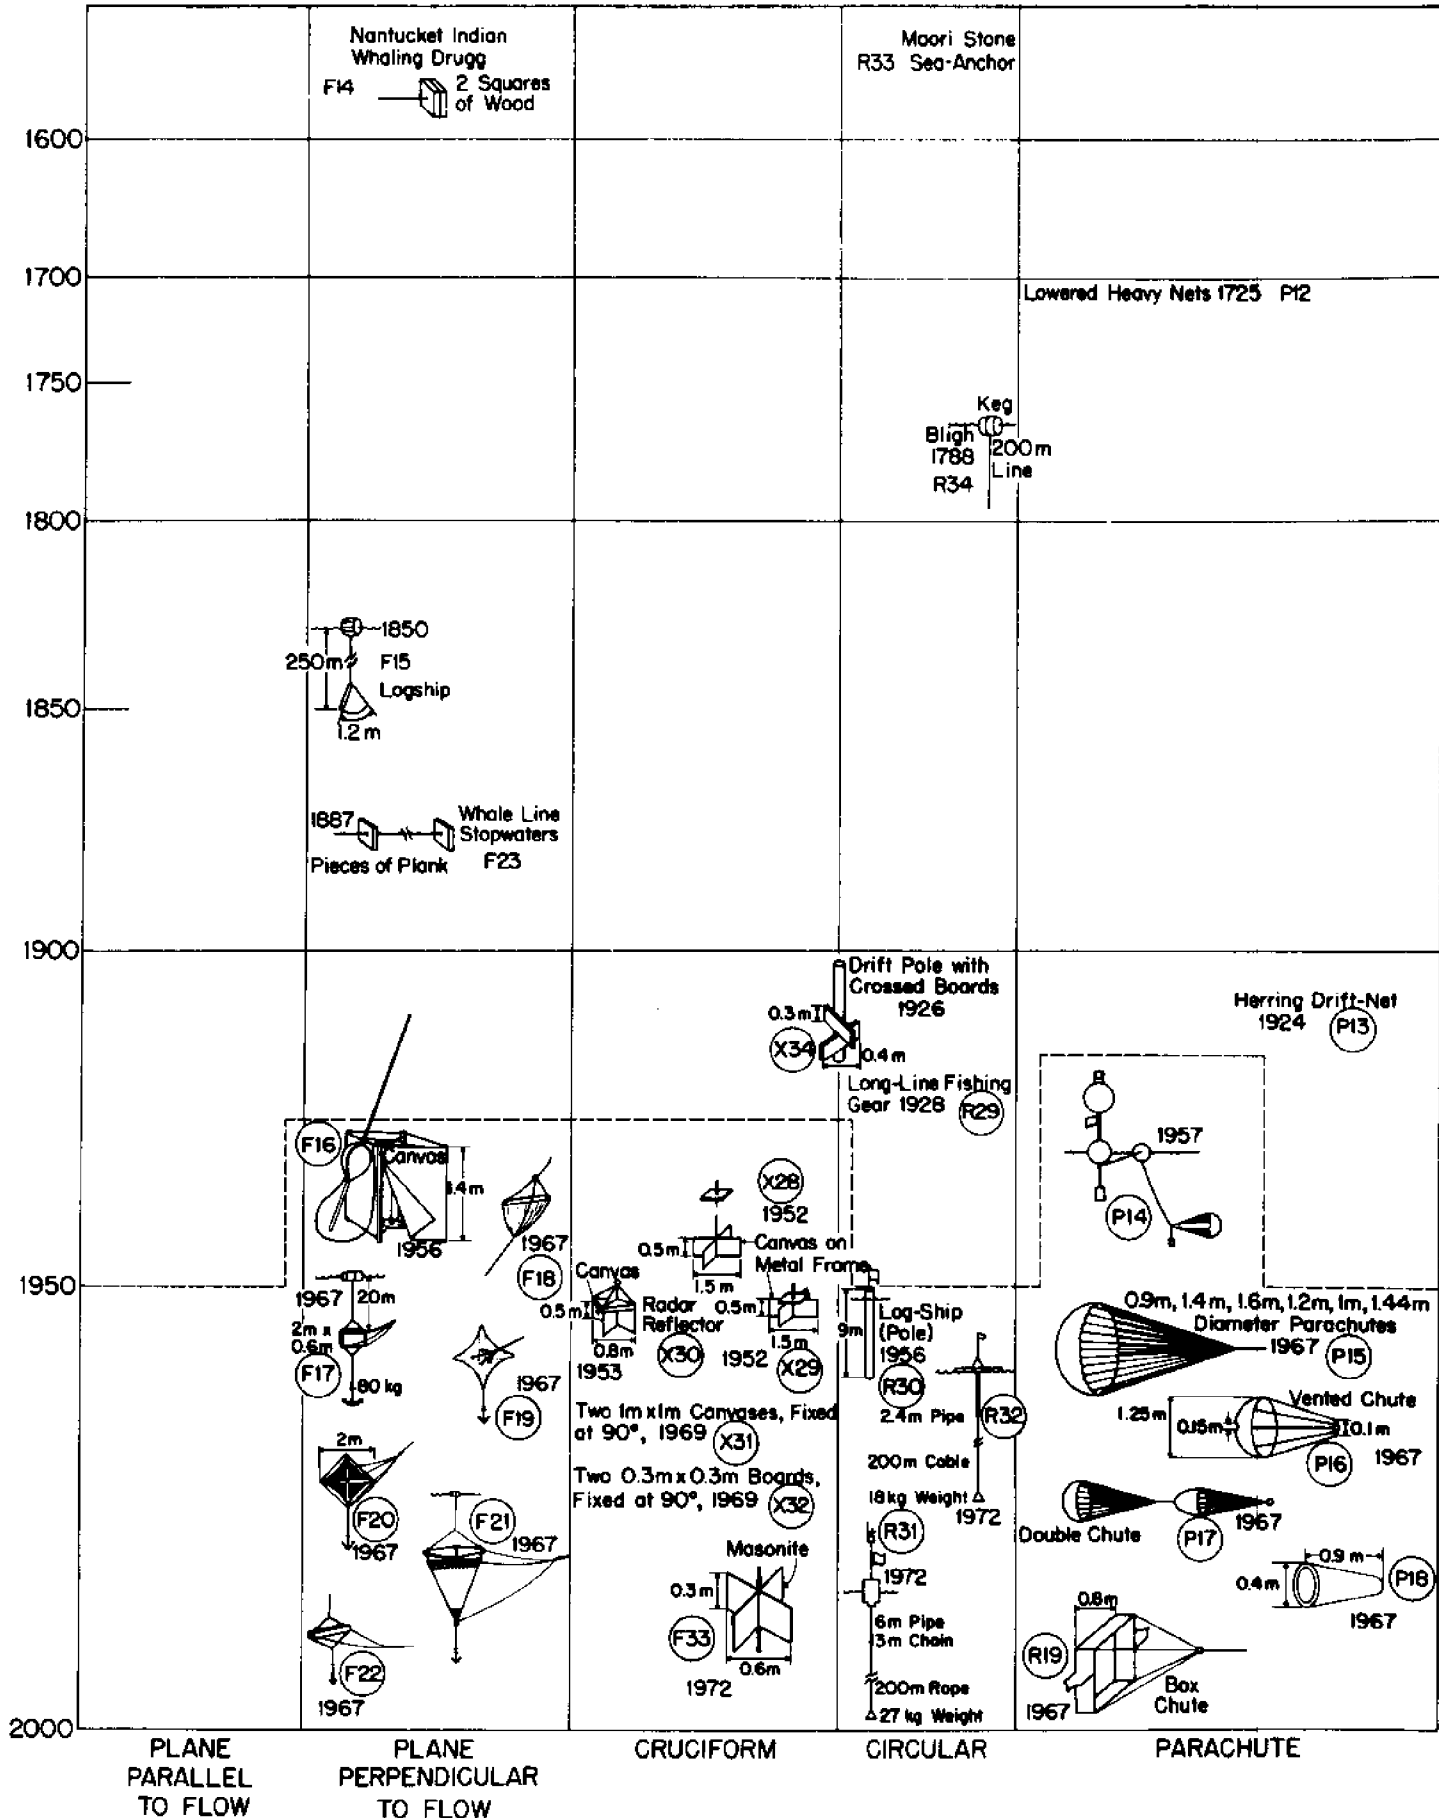 Nantucket Indian
Whaling Drugg
F14
2 Squares
of Wood
Maori Stone
R33 Sea-Anchor
1600
1700
Lowered Heavy Nets 1725 P12
1750
Keg
Bligh
1788
R34
200m
Line
1800
1850
250m
F15
Logship
1.2 m
1850
1887
Whale Line
Stopwaters
F23
Pieces of Plank
1900
Drift Pole with
Crossed Boards
1926
0.3m
X34
0.4m
Long-Line Fishing
Gear 1928 R29
Herring Drift-Net
1924 P13
F16
Canvas
1956
1967
F18
X28
1952
0.5m
Canvas on
Metal Frame
1.5m
1957
P14
1950
1967
20m
2m x
0.6m
F17
80 kg
1967
F19
Canvas
0.5m
Radar
Reflector
0.8m
1953
X30
0.5m
1.5m
1952
X29
9m
Log-Ship
(Pole)
1956
R30
2.4m Pipe
R32
200m Cable
18kg Weight
1972
0.9m, 1.4m, 1.6m, 1.2m, 1m, 1.44m
Diameter Parachutes
1967 P15
Vented Chute
1.25m
0.15m
0.1m
P16
1967
Two 1m x1m Canvases, Fixed
at 90°, 1969 X31
Two 0.3m x 0.3m Boards,
Fixed at 90°, 1969 X32
2m
F20
1967
F21
1967
F22
1967
Masonite
0.3m
F33
0.6m
1972
R31
1972
6m Pipe
3m Chain
200m Rope
27 kg Weight
Double Chute
P17
1967
0.9 m
0.4m
P18
1967
0.8m
R19
1967
Box
Chute
2000
PLANE
PARALLEL
TO FLOW
PLANE
PERPENDICULAR
TO FLOW
CRUCIFORM
CIRCULAR
PARACHUTE